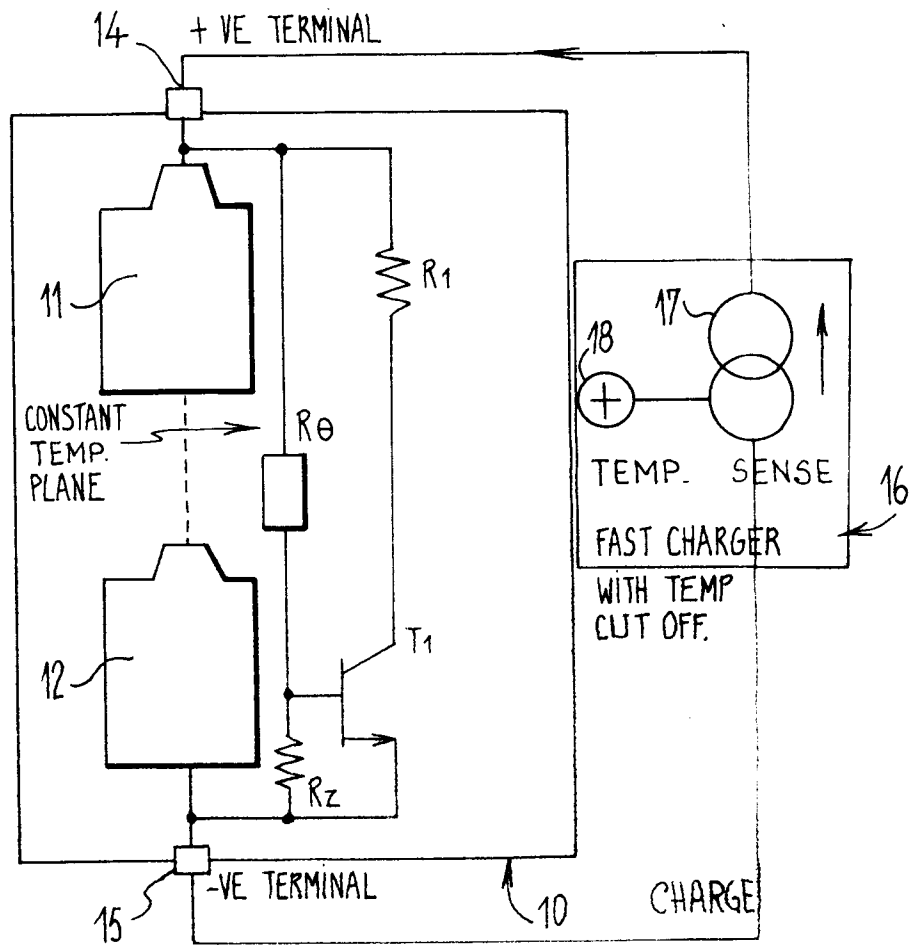 14
+ VE TERMINAL
11
R1
17
18
CONSTANT
TEMP.
PLANE
Rθ
TEMP. SENSE
16
FAST CHARGER
WITH TEMP
CUT OFF.
12
T1
RZ
15
-VE TERMINAL
10
CHARGE